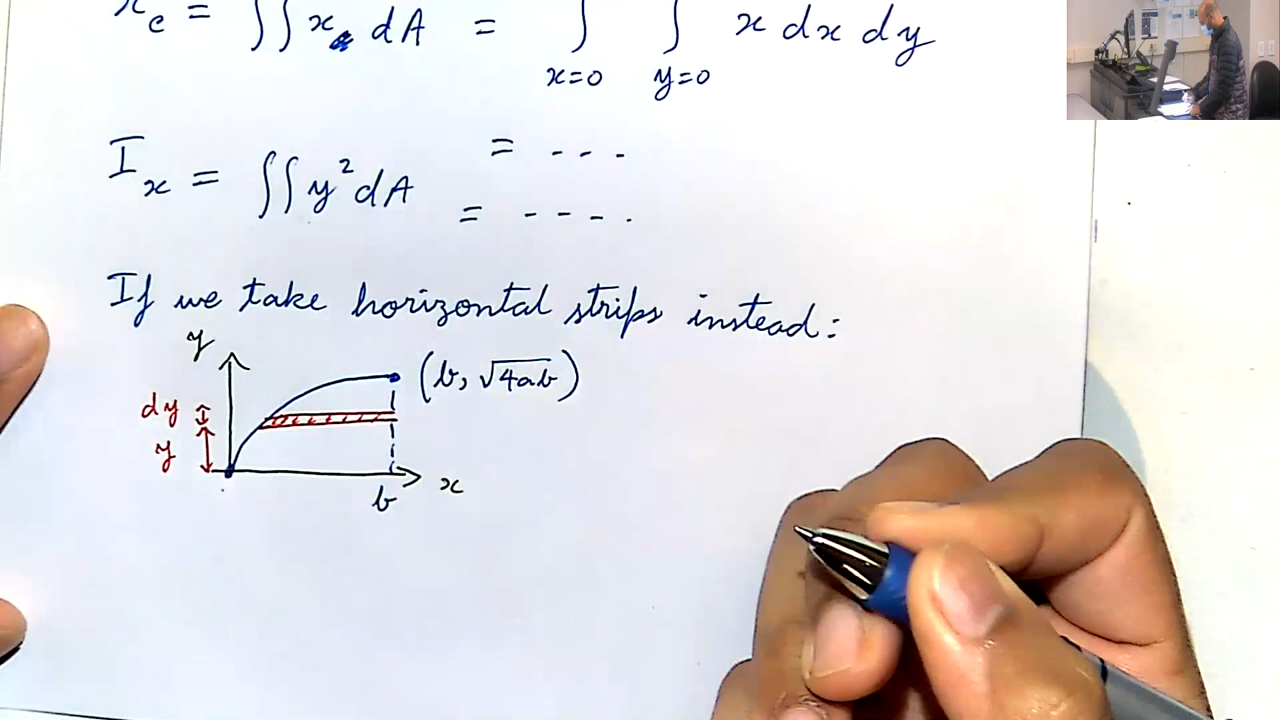 x_c = ∫∫ x dA = ∫ ∫ x dx dy
x=0 y=0
I_x = ∫∫ y² dA = - - - .
= - - - - .
If we take horizontal strips instead:
y
(b, √4ab)
dy
y
x
b